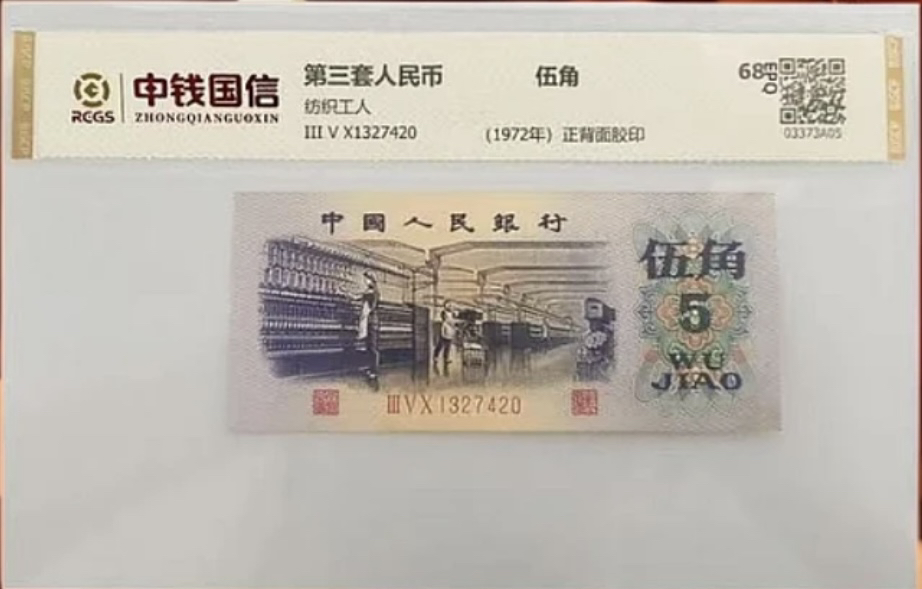 RCGS
中钱国信
ZHONGQIANGUOXIN
第三套人民币 伍角
纺织工人
III V X1327420 (1972年) 正背面胶印
68 EPQ
03373A05
中國人民銀行
伍角
5
WU
JIAO
III V X 1327420